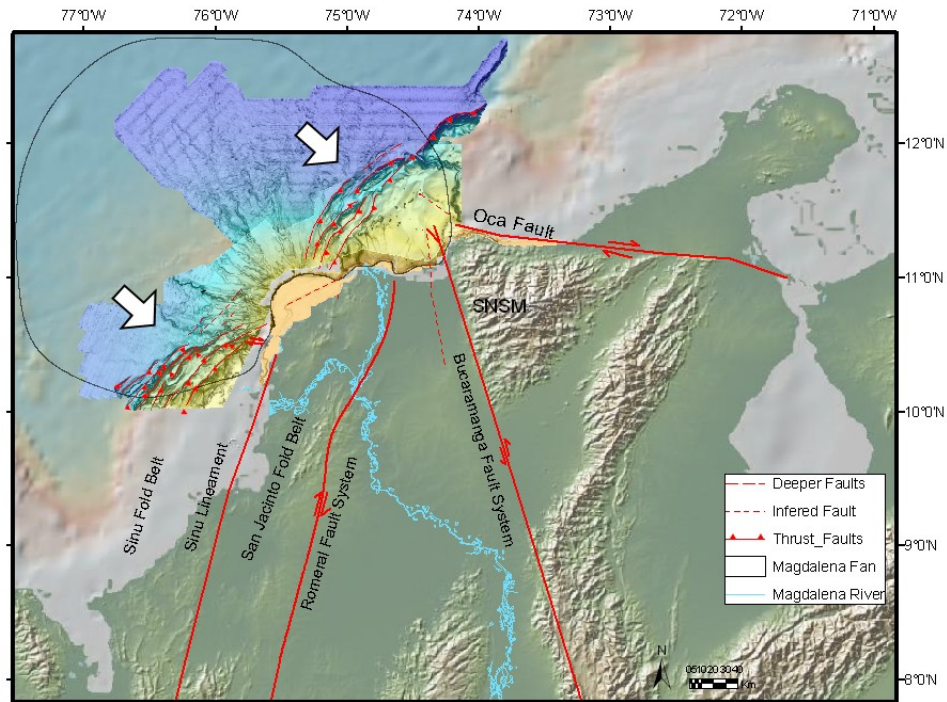 77°0'W 76°0'W 75°0'W 74°0'W 73°0'W 72°0'W 71°0'W
12°0'N
Oca Fault
11°0'N
SNSM
Bucaramanga Fault System
10°0'N
Sinu Fold Belt
Sinu Lineament
San Jacinto Fold Belt
Romeral Fault System
Deeper Faults
Infered Fault
Thrust_Faults
Magdalena Fan
Magdalena River
9°0'N
N
0510203040
Km
8°0'N